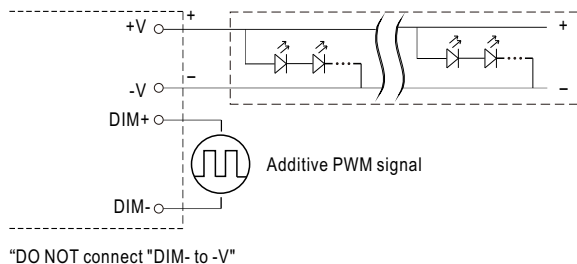 +V
+
-V
−
+
−
DIM+
Additive PWM signal
DIM-
“DO NOT connect "DIM- to -V"